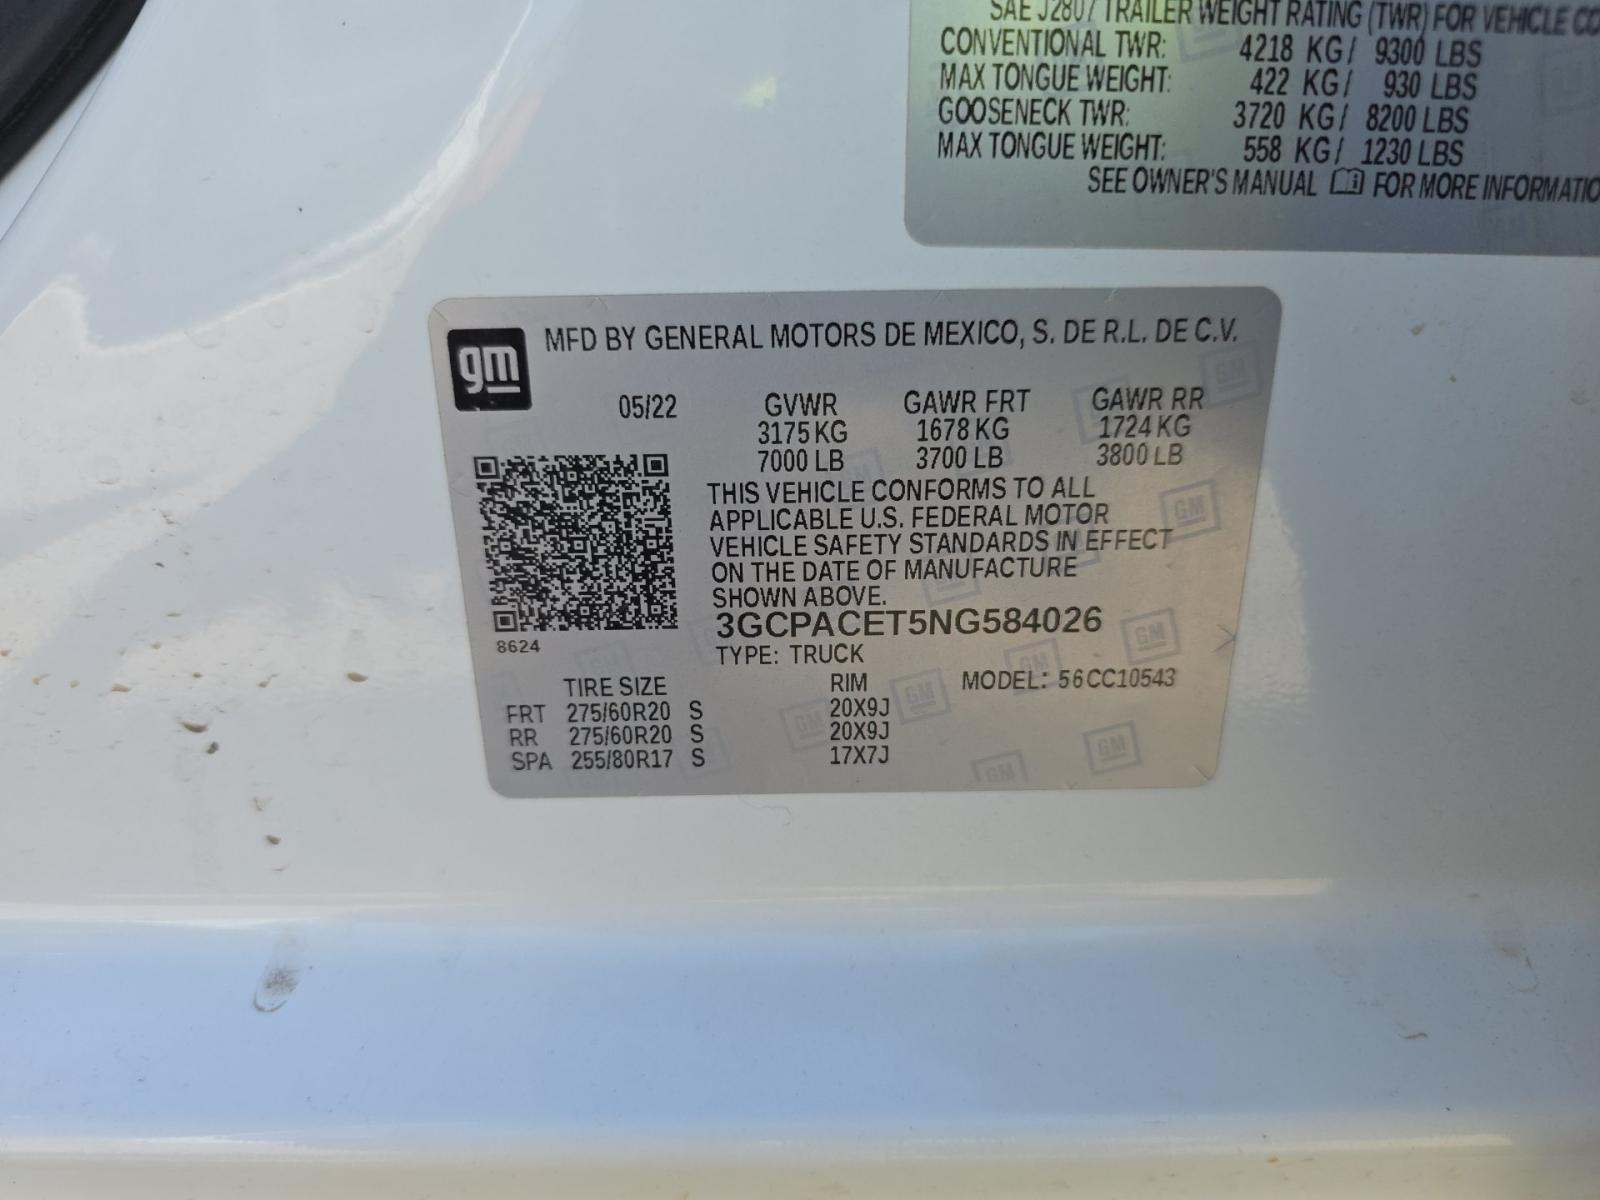 SAE J2807 TRAILER WEIGHT RATING (TWR) FOR VEHICLE
CONVENTIONAL TWR: 4218 KG/ 9300 LBS
MAX TONGUE WEIGHT: 422 KG/ 930 LBS
GOOSENECK TWR: 3720 KG/ 8200 LBS
MAX TONGUE WEIGHT: 558 KG/ 1230 LBS
SEE OWNER'S MANUAL FOR MORE INFORMATIO
gm
MFD BY GENERAL MOTORS DE MEXICO, S. DE R.L. DE C.V.
05/22 GVWR GAWR FRT GAWR RR
3175 KG 1678 KG 1724 KG
7000 LB 3700 LB 3800 LB
THIS VEHICLE CONFORMS TO ALL
APPLICABLE U.S. FEDERAL MOTOR
VEHICLE SAFETY STANDARDS IN EFFECT
ON THE DATE OF MANUFACTURE
SHOWN ABOVE.
3GCPACET5NG584026
8624
TYPE: TRUCK
TIRE SIZE RIM MODEL: 56CC10543
FRT 275/60R20 S 20X9J
RR 275/60R20 S 20X9J
SPA 255/80R17 S 17X7J